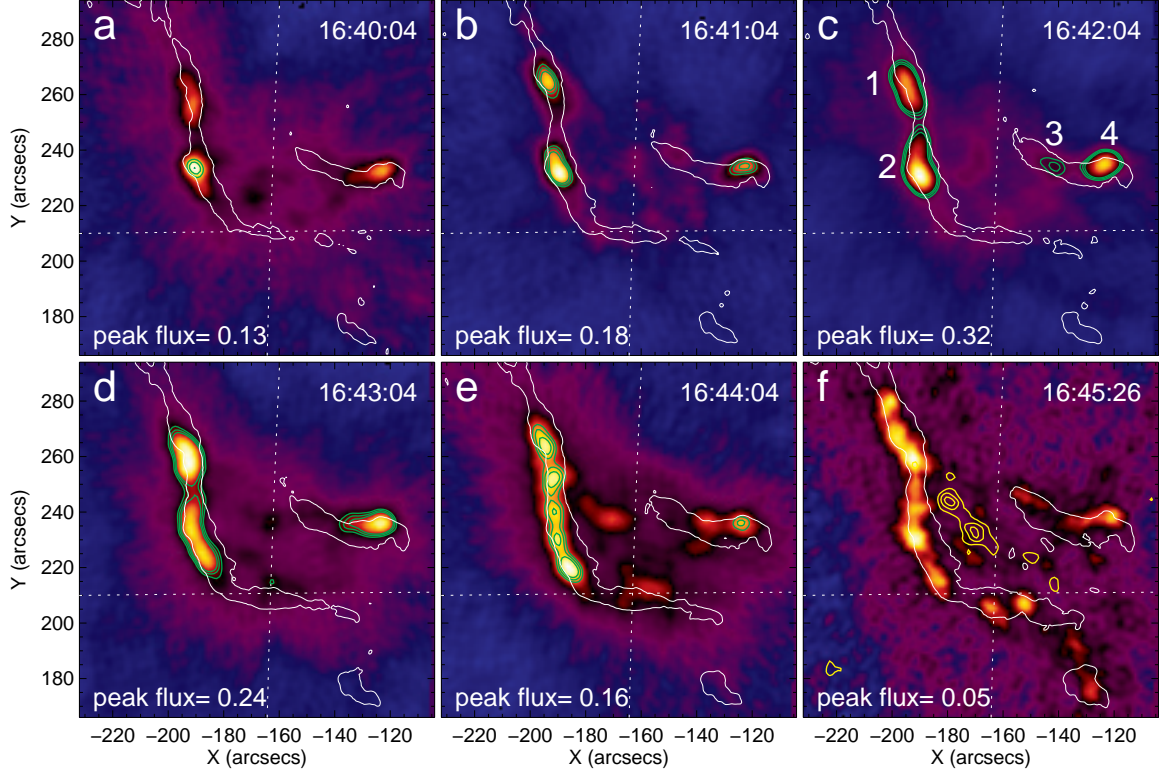 a 16:40:04
b 16:41:04
c 16:42:04
1
2
3
4
Y (arcsecs)
280
260
240
220
200
180
peak flux= 0.13
peak flux= 0.18
peak flux= 0.32
d 16:43:04
e 16:44:04
f 16:45:26
Y (arcsecs)
280
260
240
220
200
180
peak flux= 0.24
peak flux= 0.16
peak flux= 0.05
−220 −200 −180 −160 −140 −120
−220 −200 −180 −160 −140 −120
−220 −200 −180 −160 −140 −120
X (arcsecs)
X (arcsecs)
X (arcsecs)